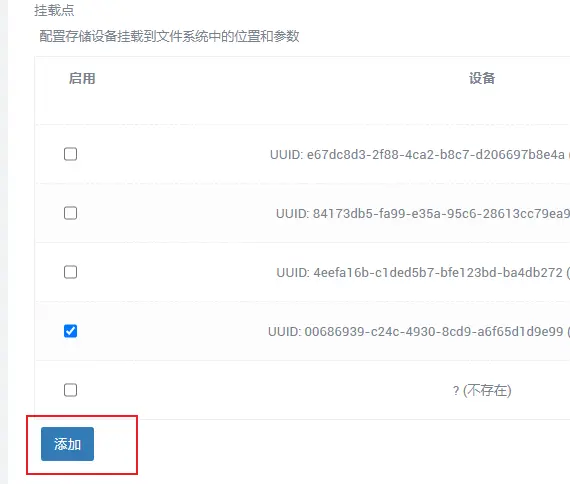 挂载点
配置存储设备挂载到文件系统中的位置和参数
启用 设备
UUID: e67dc8d3-2f88-4ca2-b8c7-d206697b8e4a (
UUID: 84173db5-fa99-e35a-95c6-28613cc79ea9
UUID: 4eefa16b-c1ded5b7-bfe123bd-ba4db272 (
UUID: 00686939-c24c-4930-8cd9-a6f65d1d9e99 (
? (不存在)
添加